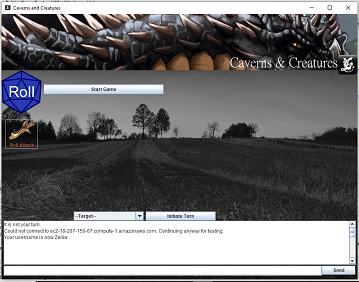 Caverns and Creatures
Caverns & Creatures
Roll
Start Game
Roll Attack
--Target--
Initiate Turn
It is not your turn.
Could not connect to ec2-18-207-150-67.compute-1.amazonaws.com. Continuing anyway for testing.
Your username is now Zelda
Send